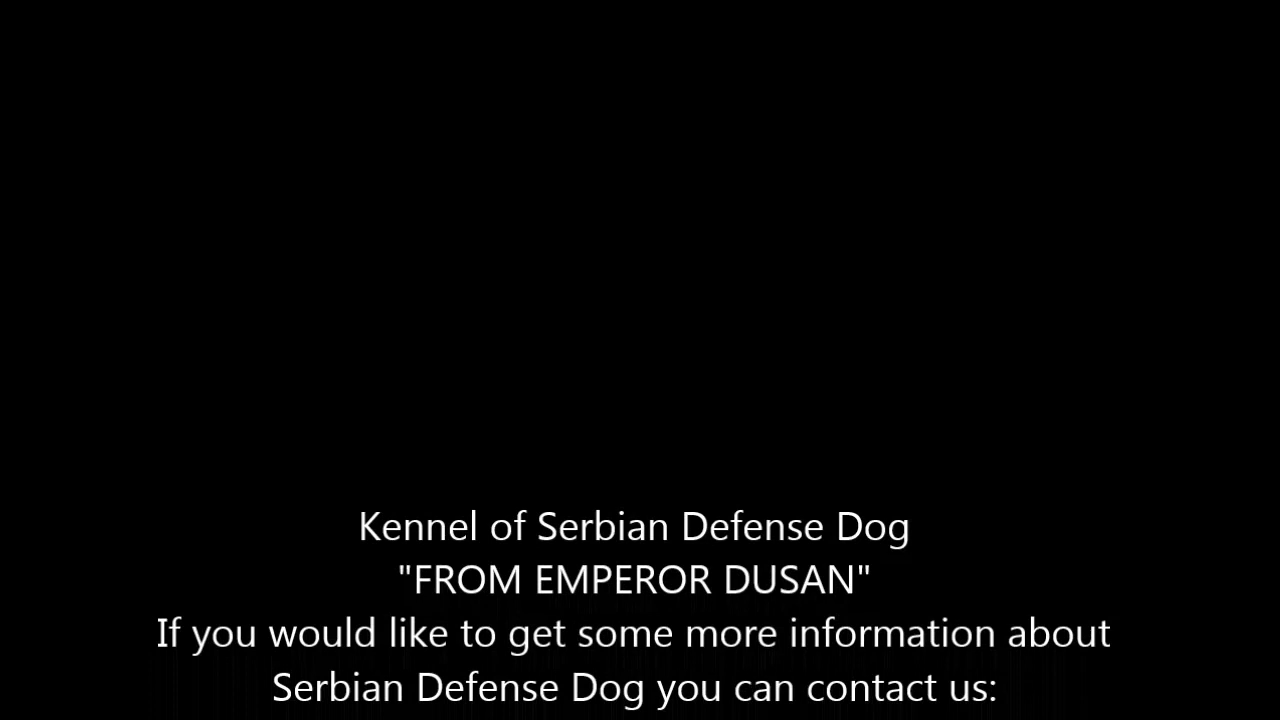 Kennel of Serbian Defense Dog
"FROM EMPEROR DUSAN"
If you would like to get some more information about
Serbian Defense Dog you can contact us: